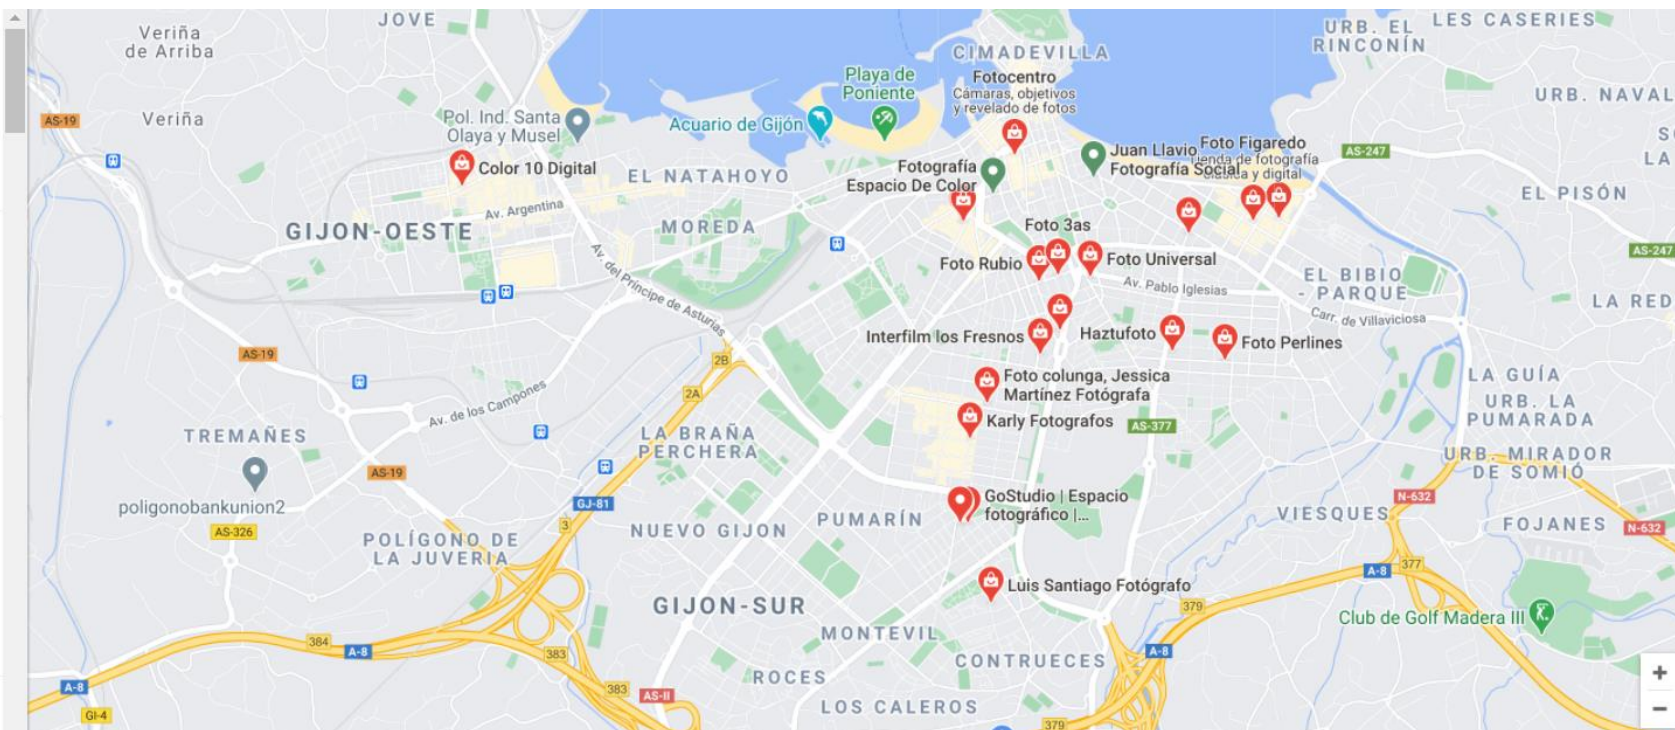 JOVE
Veriña
de Arriba
CIMADEVILLA
URB. EL
RINCONÍN
LES CASERIES
Playa de
Poniente
Fotocentro
Cámaras, objetivos
y revelado de fotos
URB. NAVAL
AS-19
Veriña
Pol. Ind. Santa
Olaya y Musel
Acuario de Gijón
Juan Llavio
Fotografía Social
Foto Figaredo
Tienda de fotografía
clásica y digital
AS-247
Color 10 Digital
EL NATAHOYO
Fotografía
Espacio De Color
EL PISÓN
Av. Argentina
GIJON-OESTE
MOREDA
Foto 3as
Foto Rubio
Foto Universal
AS-247
Av. del Príncipe de Asturias
Av. Pablo Iglesias
EL BIBIO
- PARQUE
LA RED
Carr. de Villaviciosa
Interfilm los Fresnos
Haztufoto
Foto Perlines
AS-19
2B
2A
Foto colunga, Jessica
Martínez Fotógrafa
LA GUÍA
URB. LA
PUMARADA
Av. de los Campones
Karly Fotografos
AS-377
TREMAÑES
LA BRAÑA
PERCHERA
URB. MIRADOR
DE SOMIÓ
AS-19
poligonobankunion2
GJ-81
GoStudio | Espacio
fotográfico |...
N-632
AS-326
3
NUEVO GIJON
PUMARÍN
VIESQUES
FOJANES
N-632
POLÍGONO DE
LA JUVERIA
A-8
377
Luis Santiago Fotógrafo
GIJON-SUR
379
Club de Golf Madera III
MONTEVIL
384
A-8
383
CONTRUECES
A-8
ROCES
A-8
383
AS-II
LOS CALEROS
GI-4
379